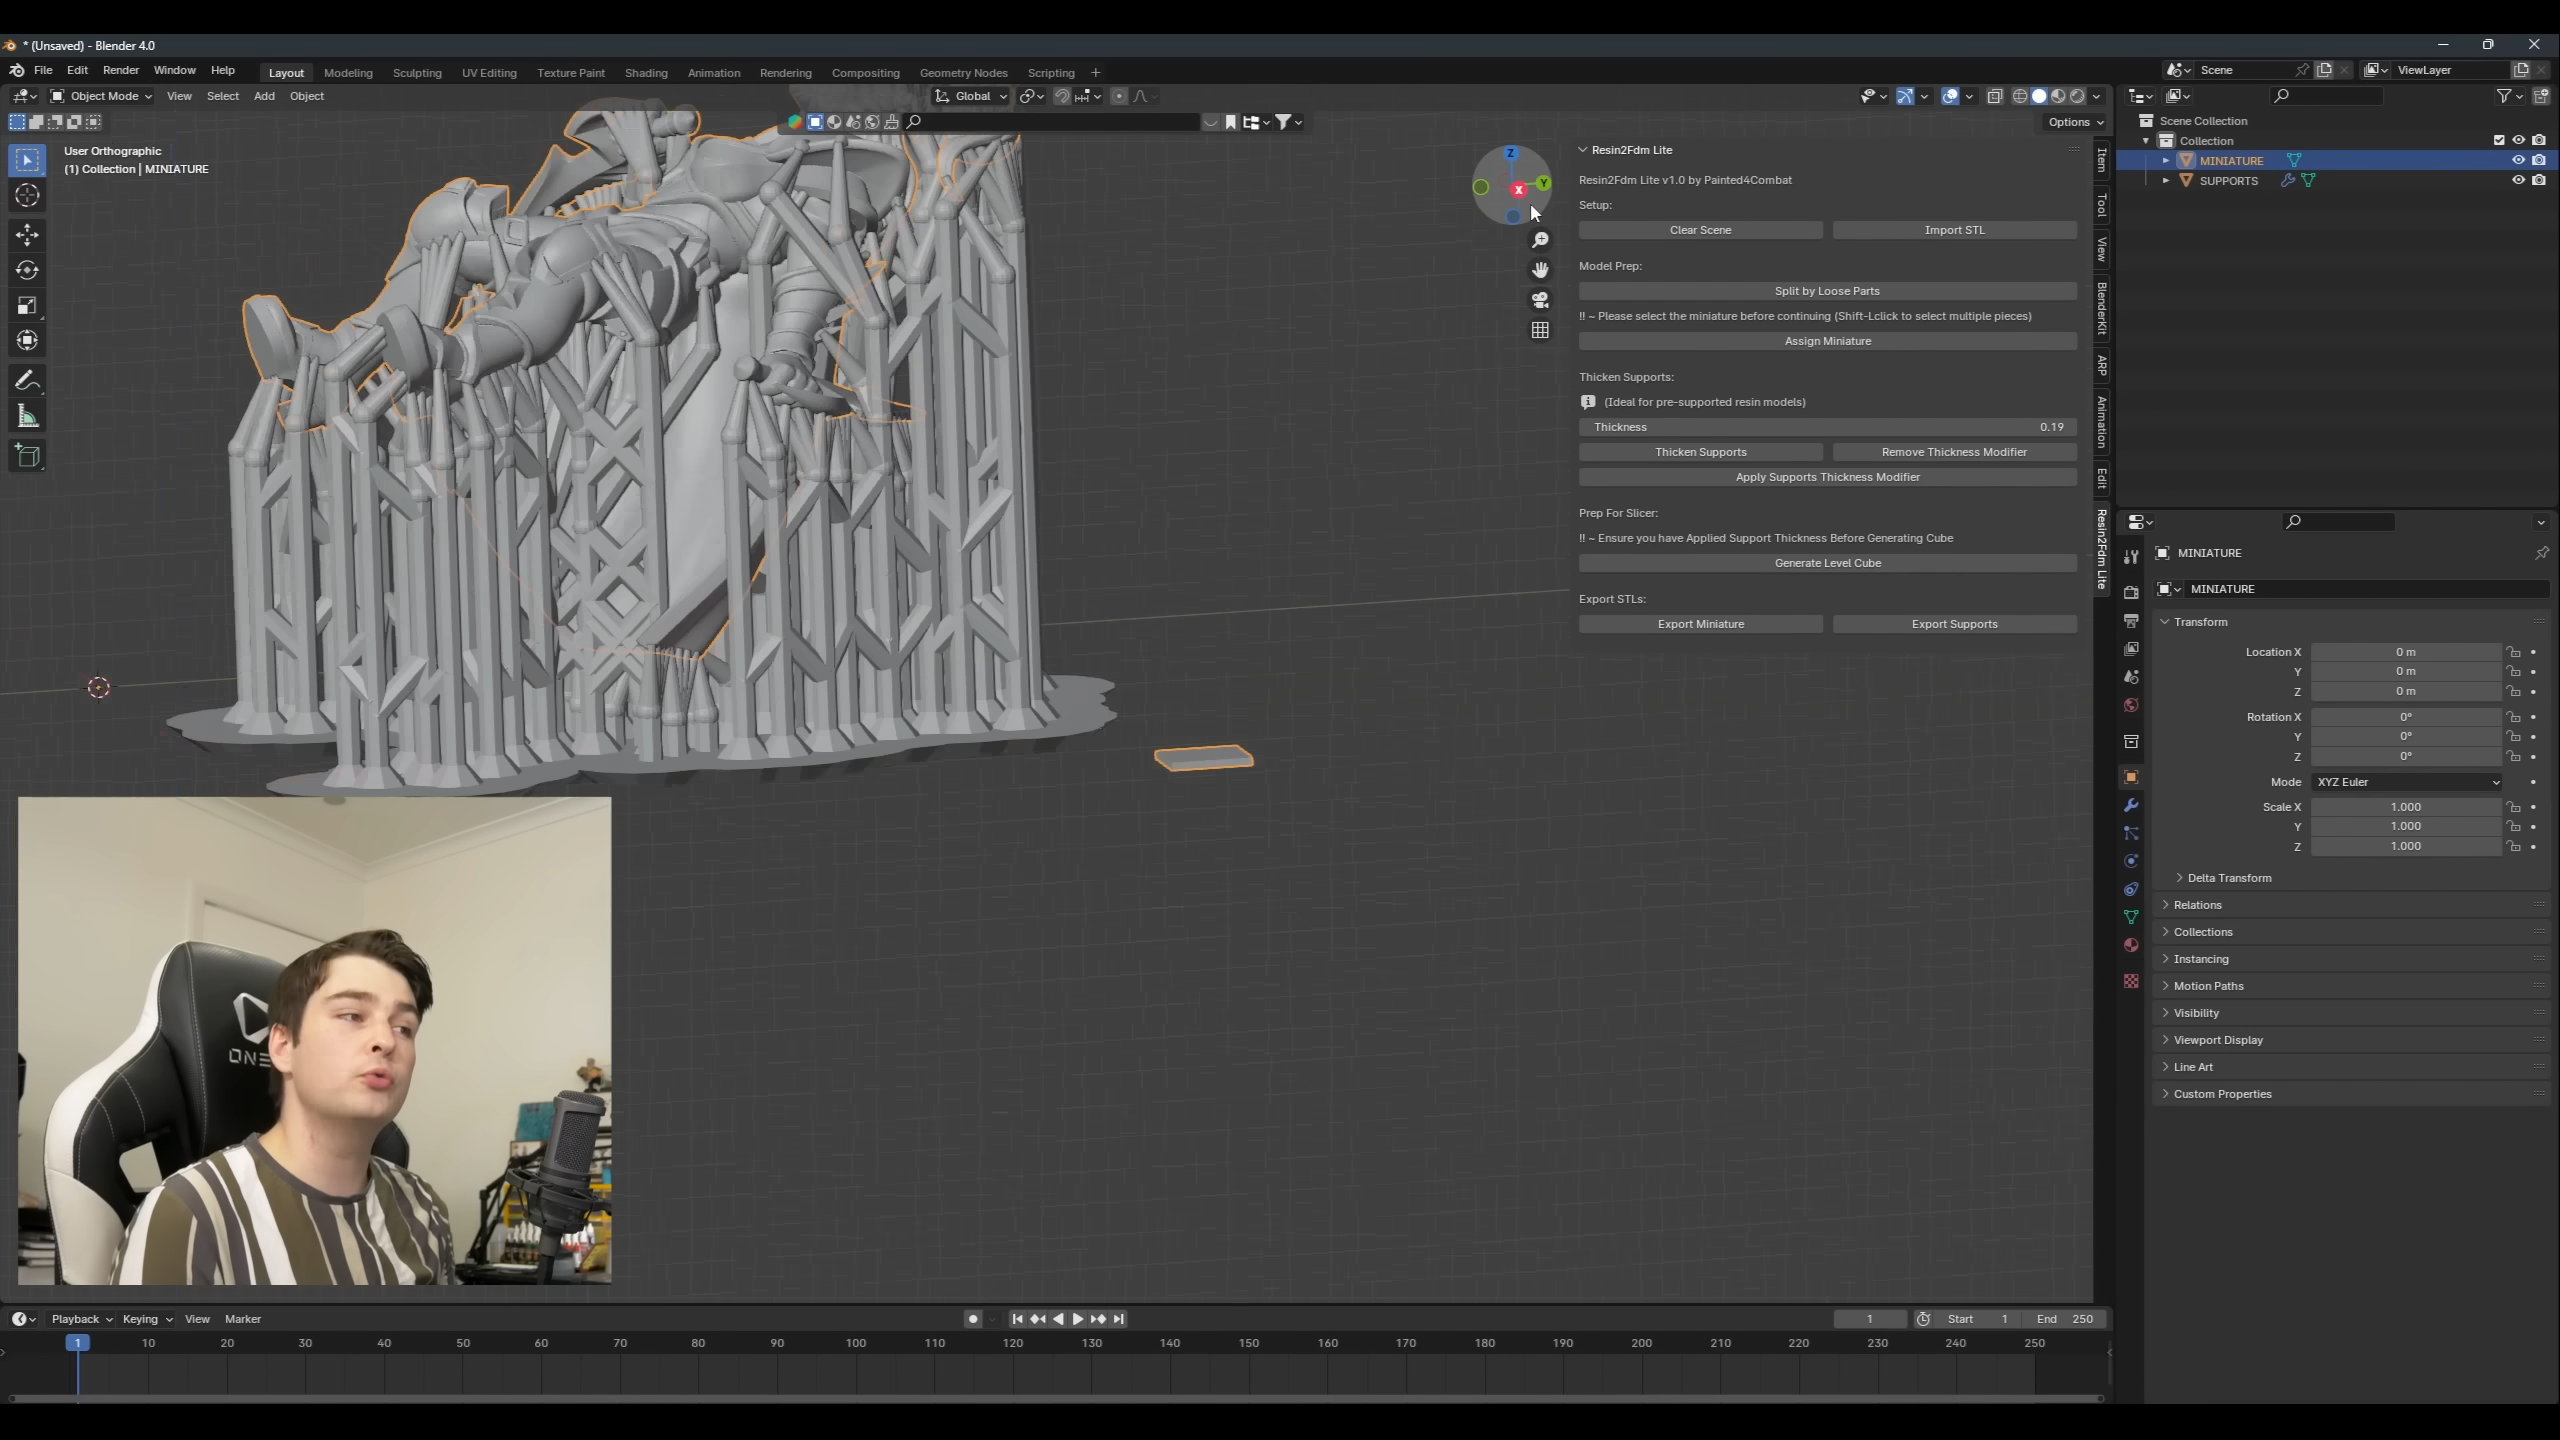 * (Unsaved) - Blender 4.0
File Edit Render Window Help Layout Modeling Sculpting UV Editing Texture Paint Shading Animation Rendering Compositing Geometry Nodes Scripting + Scene ViewLayer
Object Mode View Select Add Object Global
Options
User Orthographic
(1) Collection | MINIATURE
Z
Y
X
Resin2Fdm Lite
Resin2Fdm Lite v1.0 by Painted4Combat
Setup:
Clear Scene Import STL
Model Prep:
Split by Loose Parts
!! ~ Please select the miniature before continuing (Shift-Lclick to select multiple pieces)
Assign Miniature
Thicken Supports:
(Ideal for pre-supported resin models)
Thickness 0.19
Thicken Supports Remove Thickness Modifier
Apply Supports Thickness Modifier
Prep For Slicer:
!! ~ Ensure you have Applied Support Thickness Before Generating Cube
Generate Level Cube
Export STLs:
Export Miniature Export Supports
Item
Tool
View
BlenderKit
ARP
Animation
Edit
Resin2Fdm Lite
Scene Collection
Collection
MINIATURE
SUPPORTS
MINIATURE
MINIATURE
Transform
Location X 0 m
Y 0 m
Z 0 m
Rotation X 0°
Y 0°
Z 0°
Mode XYZ Euler
Scale X 1.000
Y 1.000
Z 1.000
Delta Transform
Relations
Collections
Instancing
Motion Paths
Visibility
Viewport Display
Line Art
Custom Properties
ONE
Playback Keying View Marker 1 Start 1 End 250
1 10 20 30 40 50 60 70 80 90 100 110 120 130 140 150 160 170 180 190 200 210 220 230 240 250